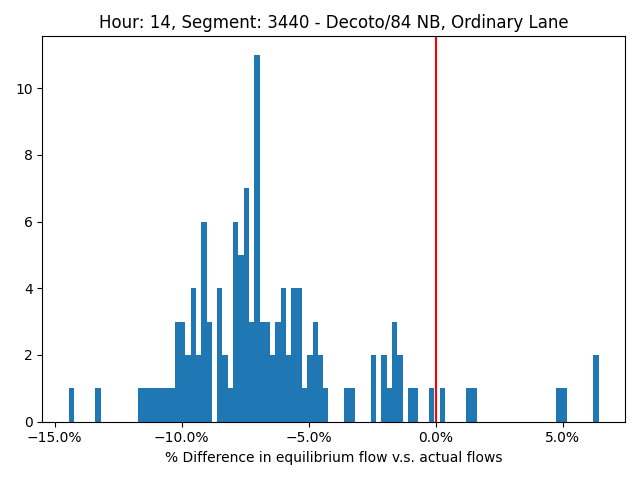 Hour: 14, Segment: 3440 - Decoto/84 NB, Ordinary Lane
10
8
6
4
2
0
−15.0% −10.0% −5.0% 0.0% 5.0%
% Difference in equilibrium flow v.s. actual flows